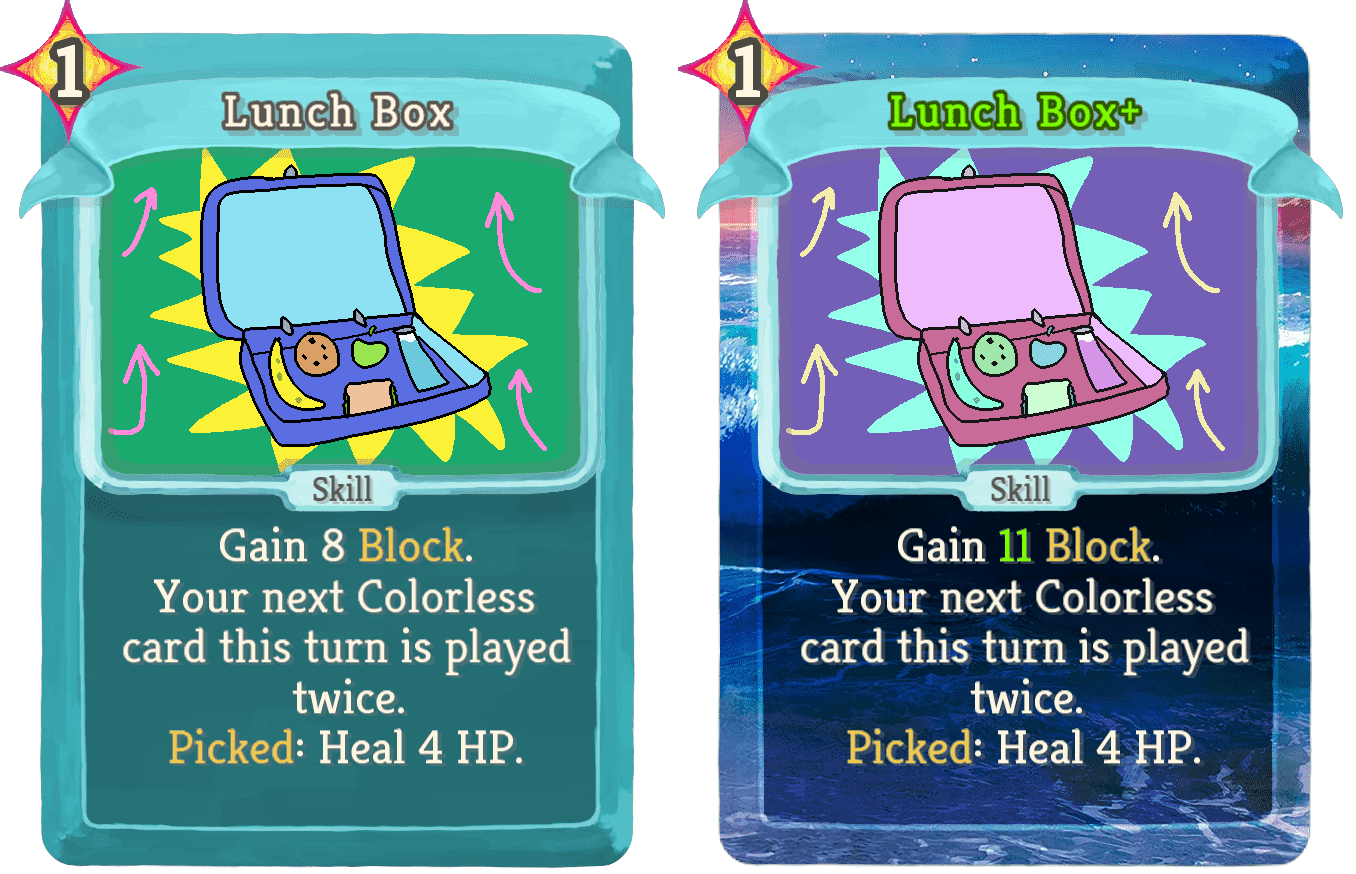 1
Lunch Box
Skill
Gain 8 Block.
Your next Colorless
card this turn is played
twice.
Picked: Heal 4 HP.
1
Lunch Box+
Skill
Gain 11 Block.
Your next Colorless
card this turn is played
twice.
Picked: Heal 4 HP.